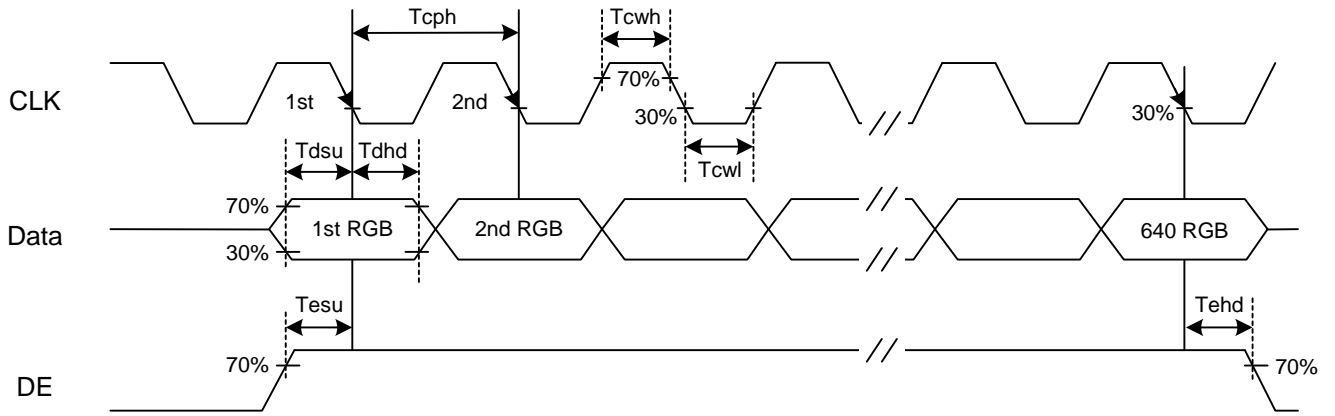 Tcph
Tcwh
CLK
1st
2nd
70%
30%
30%
Tdsu
Tdhd
Tcwl
Data
70%
30%
1st RGB
2nd RGB
640 RGB
Tesu
Tehd
DE
70%
70%